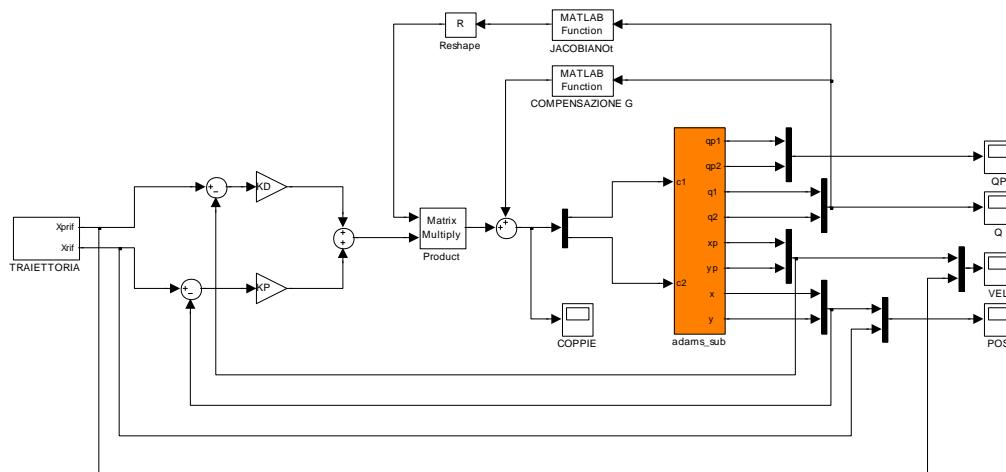 R
Reshape
MATLAB
Function
JACOBIANOt
MATLAB
Function
COMPENSAZIONE G
Xprif
Xrif
TRAIETTORIA
+
−
KD
+
−
KP
+
+
Matrix
Multiply
Product
+
+
COPPIE
c1
c2
qp1
qp2
q1
q2
xp
yp
x
y
adams_sub
QP
Q
VEL
POS